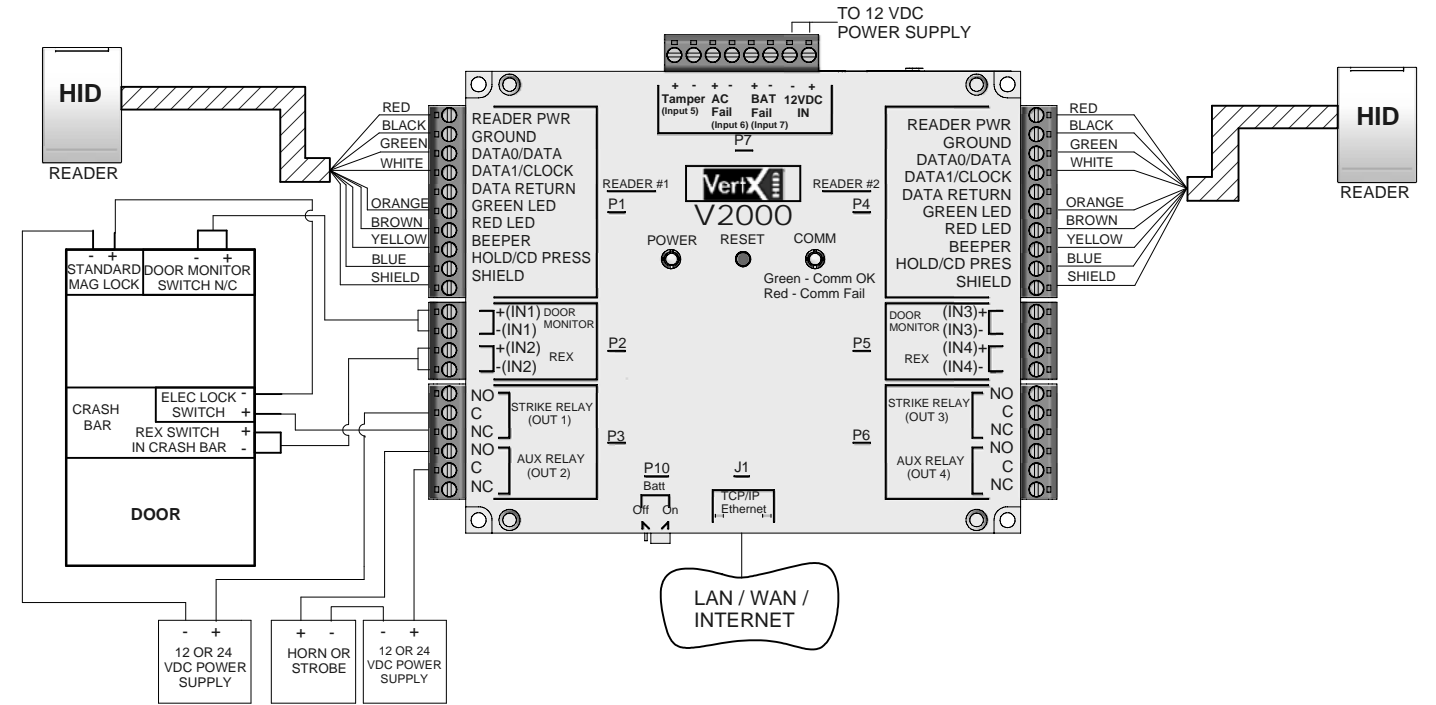 TO 12 VDC
POWER SUPPLY
HID
READER
RED
BLACK
GREEN
WHITE
ORANGE
BROWN
YELLOW
BLUE
SHIELD
+ - + - + - - +
Tamper AC BAT 12VDC
(Input 5) Fail Fail IN
(Input 6) (Input 7)
P7
READER PWR
GROUND
DATA0/DATA
DATA1/CLOCK
DATA RETURN
GREEN LED
RED LED
BEEPER
HOLD/CD PRESS
SHIELD
READER #1
P1
VertX
V2000
READER #2
P4
POWER RESET COMM
Green - Comm OK
Red - Comm Fail
READER PWR
GROUND
DATA0/DATA
DATA1/CLOCK
DATA RETURN
GREEN LED
RED LED
BEEPER
HOLD/CD PRES
SHIELD
RED
BLACK
GREEN
WHITE
ORANGE
BROWN
YELLOW
BLUE
SHIELD
HID
READER
- +
STANDARD
MAG LOCK
- +
DOOR MONITOR
SWITCH N/C
CRASH
BAR
ELEC LOCK -
SWITCH +
REX SWITCH +
IN CRASH BAR -
DOOR
+(IN1) DOOR
-(IN1) MONITOR
+(IN2) REX
-(IN2)
P2
NO
C
NC
STRIKE RELAY
(OUT 1)
NO
C
NC
AUX RELAY
(OUT 2)
P3
DOOR (IN3)+
MONITOR (IN3)-
REX (IN4)+
(IN4)-
P5
STRIKE RELAY
(OUT 3)
NO
C
NC
AUX RELAY
(OUT 4)
NO
C
NC
P6
P10
Batt
Off On
J1
TCP/IP
Ethernet
LAN / WAN /
INTERNET
- +
12 OR 24
VDC POWER
SUPPLY
+ -
HORN OR
STROBE
- +
12 OR 24
VDC POWER
SUPPLY